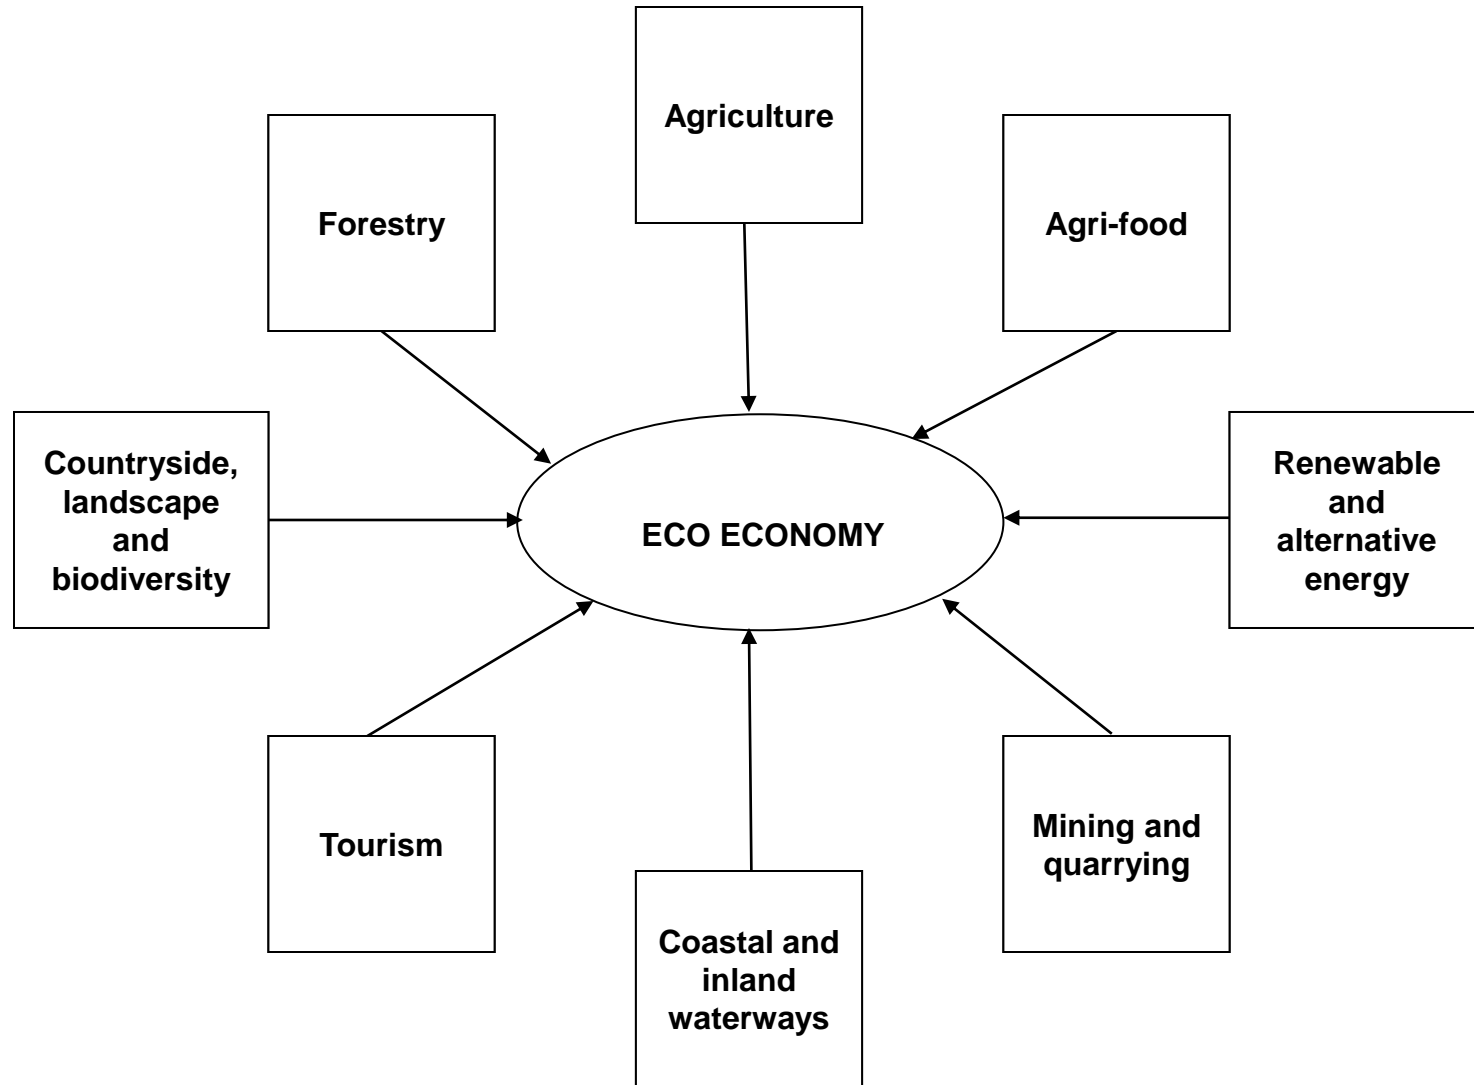 Agriculture
Forestry
Agri-food
Countryside,
landscape
and
biodiversity
ECO ECONOMY
Renewable
and
alternative
energy
Tourism
Mining and
quarrying
Coastal and
inland
waterways